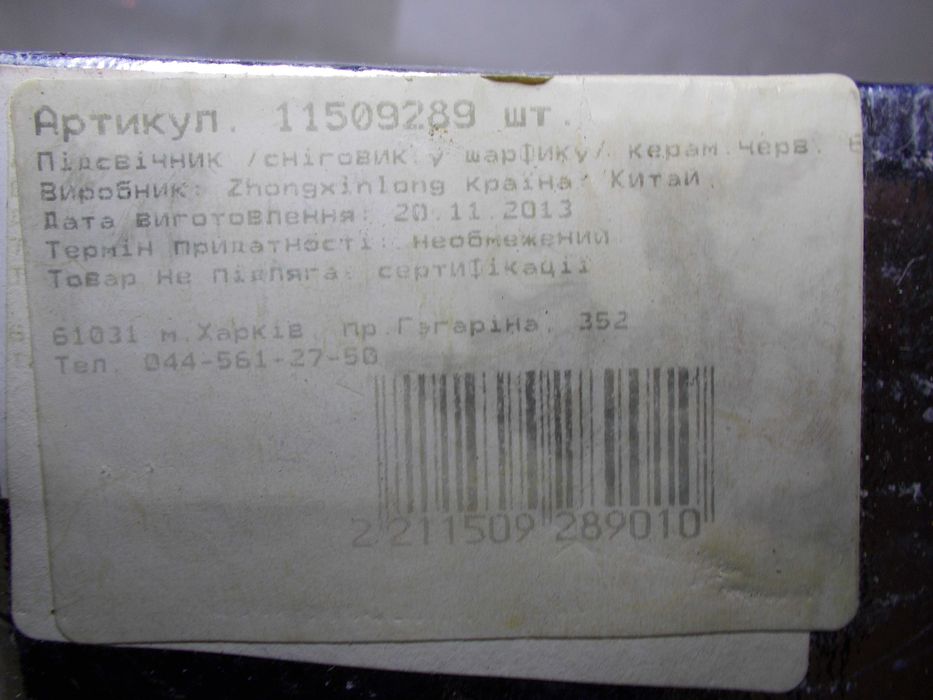 Артикул. 11509289 шт.
Підсвічник /сніговик у шарфику/ керам.черв.
Виробник: Zhongxinlong Країна: Китай
Дата виготовлення: 20.11.2013
Термін придатності: необмежений
Товар не підляга сертифікації
61031 м.Харків, пр.Гагаріна, 352
Тел. 044-561-27-50
2 211509 289010